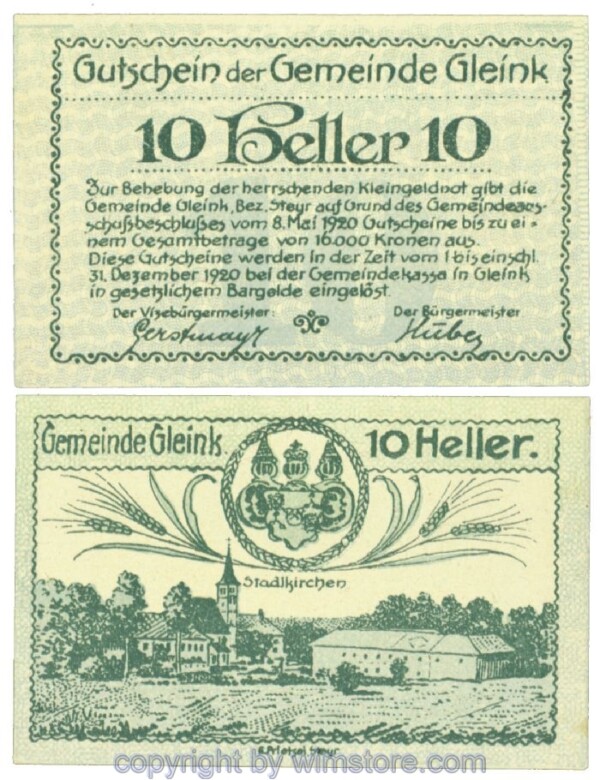 Gutschein der Gemeinde Gleink
10 Heller 10
Zur Behebung der herrschenden Kleingeldnot gibt die
Gemeinde Gleink, Bez. Steyr auf Grund des Gemeindeaus-
schußbeschlußes vom 8. Mai 1920 Gutscheine bis zu ei-
nem Gesamtbetrage von 16.000 Kronen aus.
Diese Gutscheine werden in der Zeit vom 1 bis einschl.
31. Dezember 1920 bei der Gemeindekassa in Gleink
in gesetzlichem Bargelde eingelöst.
Der Vizebürgermeister: Der Bürgermeister
Gerstmayr Huber
Gemeinde Gleink. 10 Heller.
Stadlkirchen
Steyr
copyright by wimstore.com